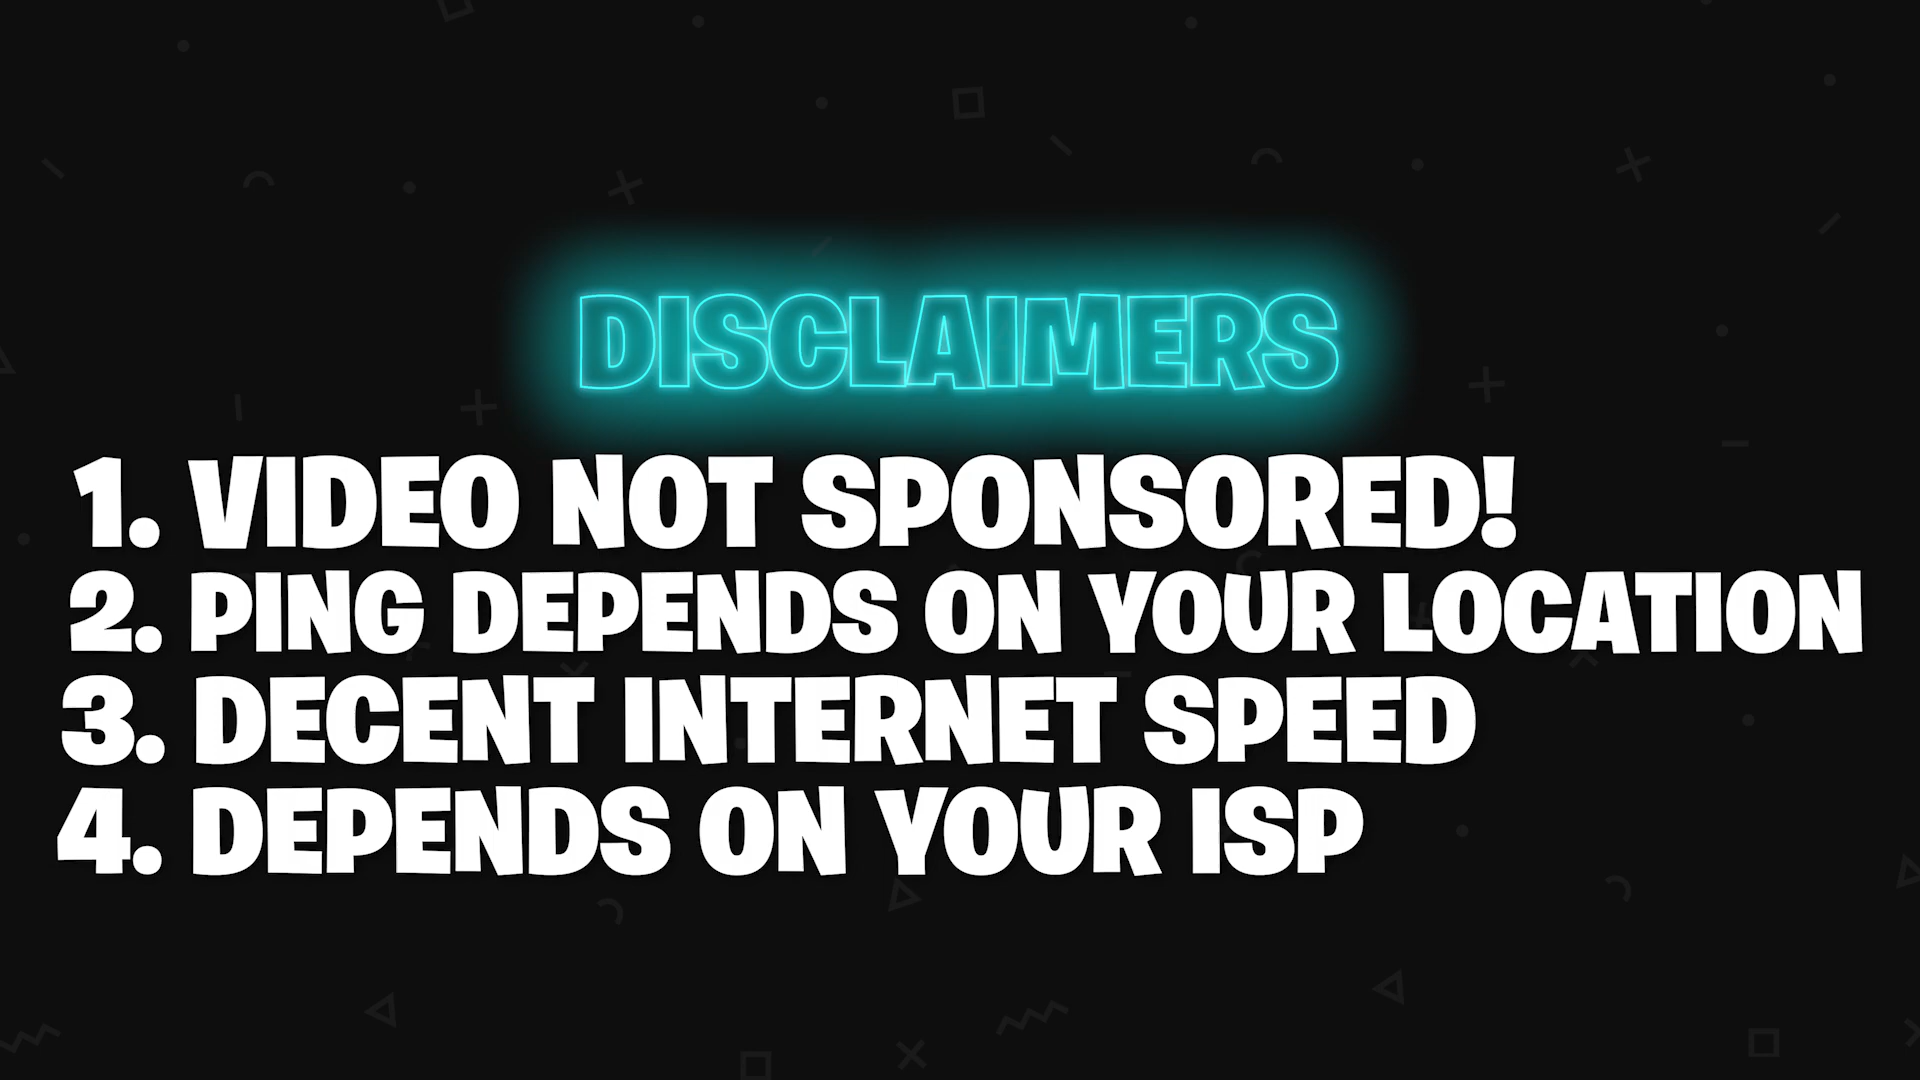 DISCLAIMERS
1. VIDEO NOT SPONSORED!
2. PING DEPENDS ON YOUR LOCATION
3. DECENT INTERNET SPEED
4. DEPENDS ON YOUR ISP